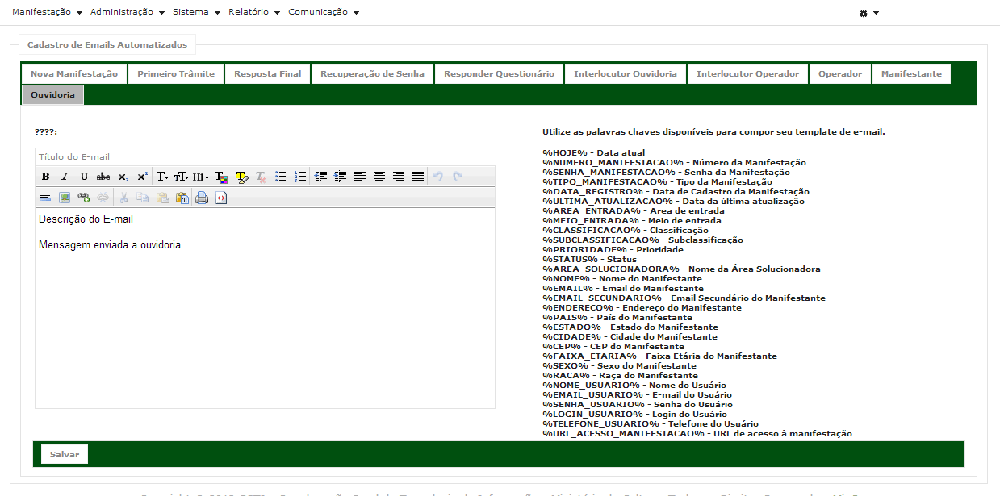 Manifestação Administração Sistema Relatório Comunicação
Cadastro de Emails Automatizados
Nova Manifestação Primeiro Trâmite Resposta Final Recuperação de Senha Responder Questionário Interlocutor Ouvidoria Interlocutor Operador Operador Manifestante
Ouvidoria
????:
Título do E-mail
B I U abc X₂ X² T TT H1 T T T
Descrição do E-mail
Mensagem enviada a ouvidoria.
Utilize as palavras chaves disponíveis para compor seu template de e-mail.
%HOJE% - Data atual
%NUMERO_MANIFESTACAO% - Número da Manifestação
%SENHA_MANIFESTACAO% - Senha da Manifestação
%TIPO_MANIFESTACAO% - Tipo da Manifestação
%DATA_REGISTRO% - Data de Cadastro da Manifestação
%ULTIMA_ATUALIZACAO% - Data da última atualização
%AREA_ENTRADA% - Area de entrada
%MEIO_ENTRADA% - Meio de entrada
%CLASSIFICACAO% - Classificação
%SUBCLASSIFICACAO% - Subclassificação
%PRIORIDADE% - Prioridade
%STATUS% - Status
%AREA_SOLUCIONADORA% - Nome da Área Solucionadora
%NOME% - Nome do Manifestante
%EMAIL% - Email do Manifestante
%EMAIL_SECUNDARIO% - Email Secundário do Manifestante
%ENDERECO% - Endereço do Manifestante
%PAIS% - País do Manifestante
%ESTADO% - Estado do Manifestante
%CIDADE% - Cidade do Manifestante
%CEP% - CEP do Manifestante
%FAIXA_ETARIA% - Faixa Etária do Manifestante
%SEXO% - Sexo do Manifestante
%RACA% - Raça do Manifestante
%NOME_USUARIO% - Nome do Usuário
%EMAIL_USUARIO% - E-mail do Usuário
%SENHA_USUARIO% - Senha do Usuário
%LOGIN_USUARIO% - Login do Usuário
%TELEFONE_USUARIO% - Telefone do Usuário
%URL_ACESSO_MANIFESTACAO% - URL de acesso à manifestação
Salvar